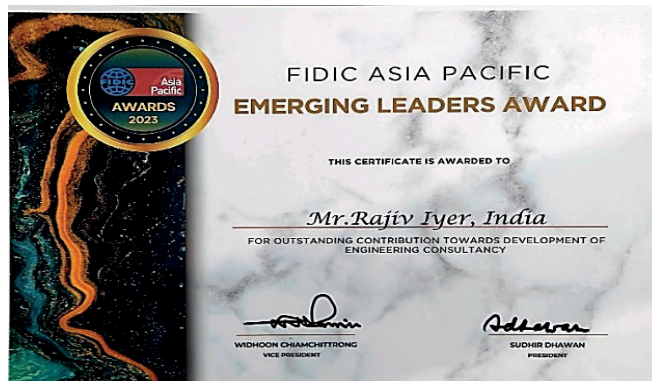 FIDIC
Asia
Pacific
AWARDS
2023
FIDIC ASIA PACIFIC
EMERGING LEADERS AWARD
THIS CERTIFICATE IS AWARDED TO
Mr.Rajiv Iyer, India
FOR OUTSTANDING CONTRIBUTION TOWARDS DEVELOPMENT OF
ENGINEERING CONSULTANCY
WIDHOON CHIAMCHITTRONG
VICE PRESIDENT
Sdhawan
SUDHIR DHAWAN
PRESIDENT